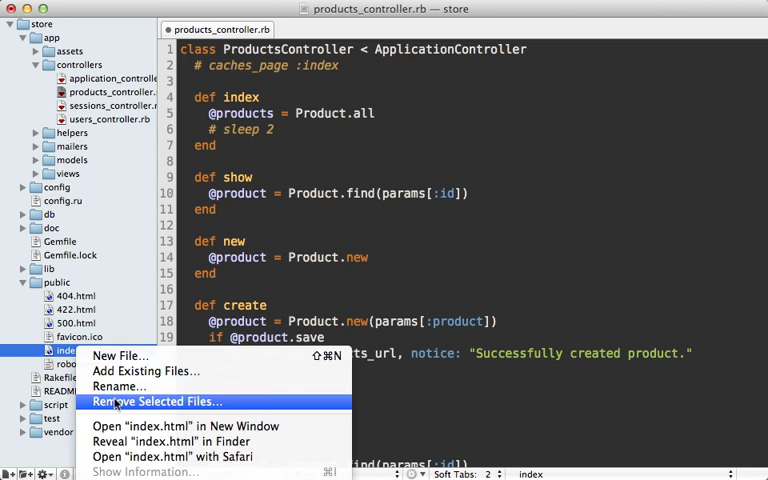 products_controller.rb — store
store
app
assets
controllers
application_controlle
products_controller.
sessions_controller.r
users_controller.rb
helpers
mailers
models
views
config
config.ru
db
doc
Gemfile
Gemfile.lock
lib
public
404.html
422.html
500.html
favicon.ico
inde
robo
Rakefile
README
script
test
vendor
products_controller.rb
1 class ProductsController < ApplicationController
2 # caches_page :index
3
4 def index
5 @products = Product.all
6 # sleep 2
7 end
8
9 def show
10 @product = Product.find(params[:id])
11 end
12
13 def new
14 @product = Product.new
15 end
16
17 def create
18 @product = Product.new(params[:product])
19 if @product.save
ts_url, notice: "Successfully created product."
.find(params[:id])
New File... ⇧⌘N
Add Existing Files...
Rename...
Remove Selected Files...
Open “index.html” in New Window
Reveal “index.html” in Finder
Open “index.html” with Safari
Show Information... ⌘I
Soft Tabs: 2 index